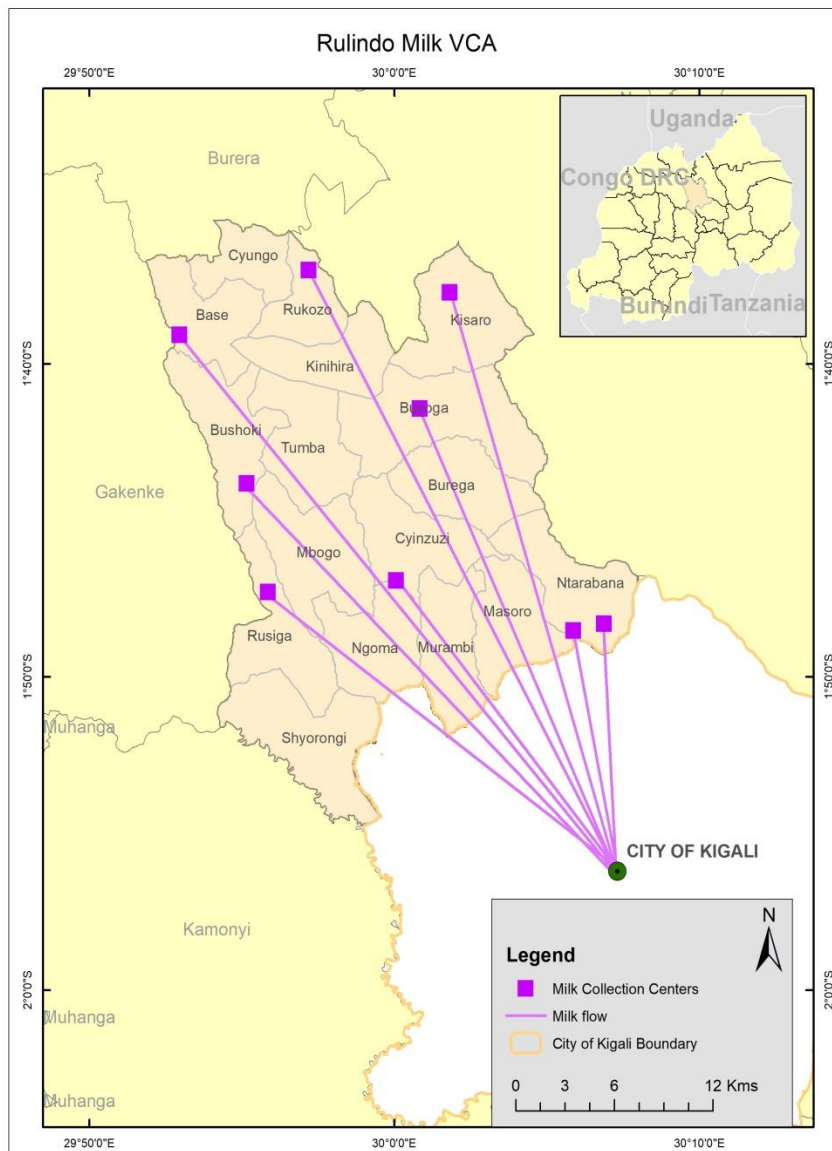 Rulindo Milk VCA
29°50'0"E 30°0'0"E 30°10'0"E
Uganda
Congo DRC
Burundi Tanzania
Burera
Cyungo
Rukozo
Base
Kisaro
Kinihira
1°40'0"S 1°40'0"S
Bushoki
Tumba
Burega
Gakenke
Cyinzuzi
Mbogo
Ntarabana
Masoro
Rusiga
Ngoma
Murambi
1°50'0"S 1°50'0"S
Muhanga
Shyorongi
CITY OF KIGALI
Kamonyi
N
Legend
Milk Collection Centers
Milk flow
City of Kigali Boundary
0 3 6 12 Kms
2°0'0"S 2°0'0"S
Muhanga
Muhanga
29°50'0"E 30°0'0"E 30°10'0"E